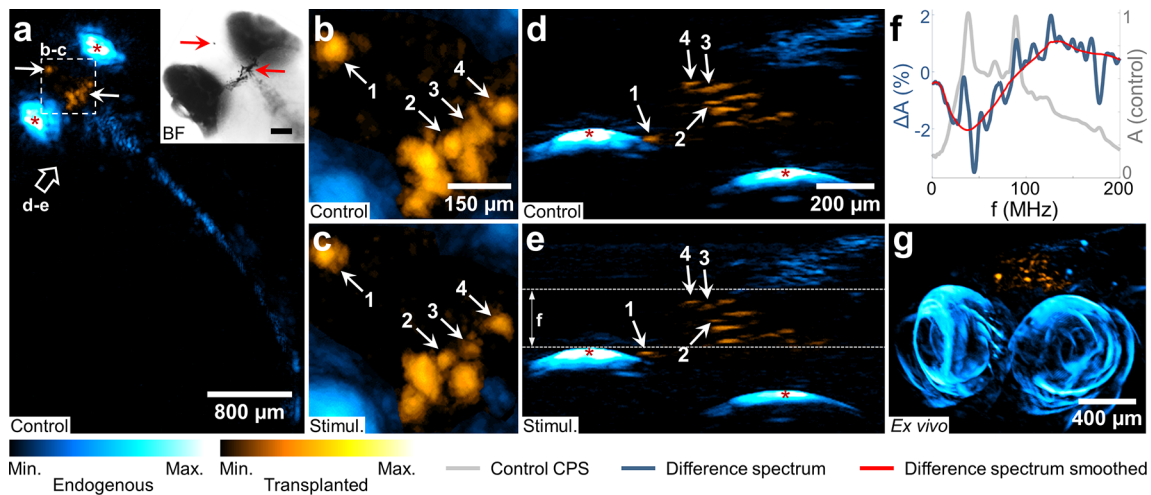 a
b-c
*
*
d-e
BF
800 µm
Control
b
1
2
3
4
150 µm
Control
c
1
2
3
4
Stimul.
d
4
3
1
2
*
*
200 µm
Control
e
4
3
1
f
2
*
*
Stimul.
f
2
0
-2
ΔA (%)
1
0
A (control)
0 50 100 150 200
f (MHz)
g
400 µm
Ex vivo
Min. Max.
Endogenous
Min. Max.
Transplanted
Control CPS
Difference spectrum
Difference spectrum smoothed